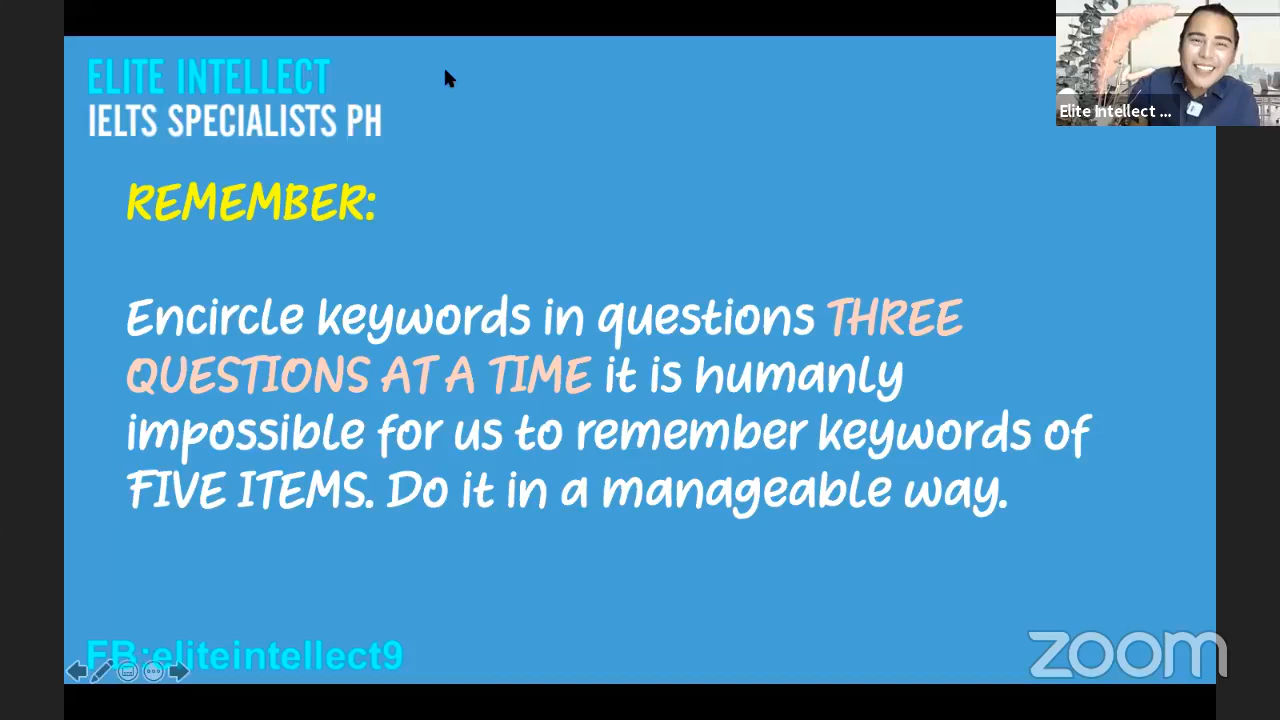 ELITE INTELLECT
IELTS SPECIALISTS PH
Elite Intellect ...
REMEMBER:
Encircle keywords in questions THREE
QUESTIONS AT A TIME it is humanly
impossible for us to remember keywords of
FIVE ITEMS. Do it in a manageable way.
FB:eliteintellect9
zoom